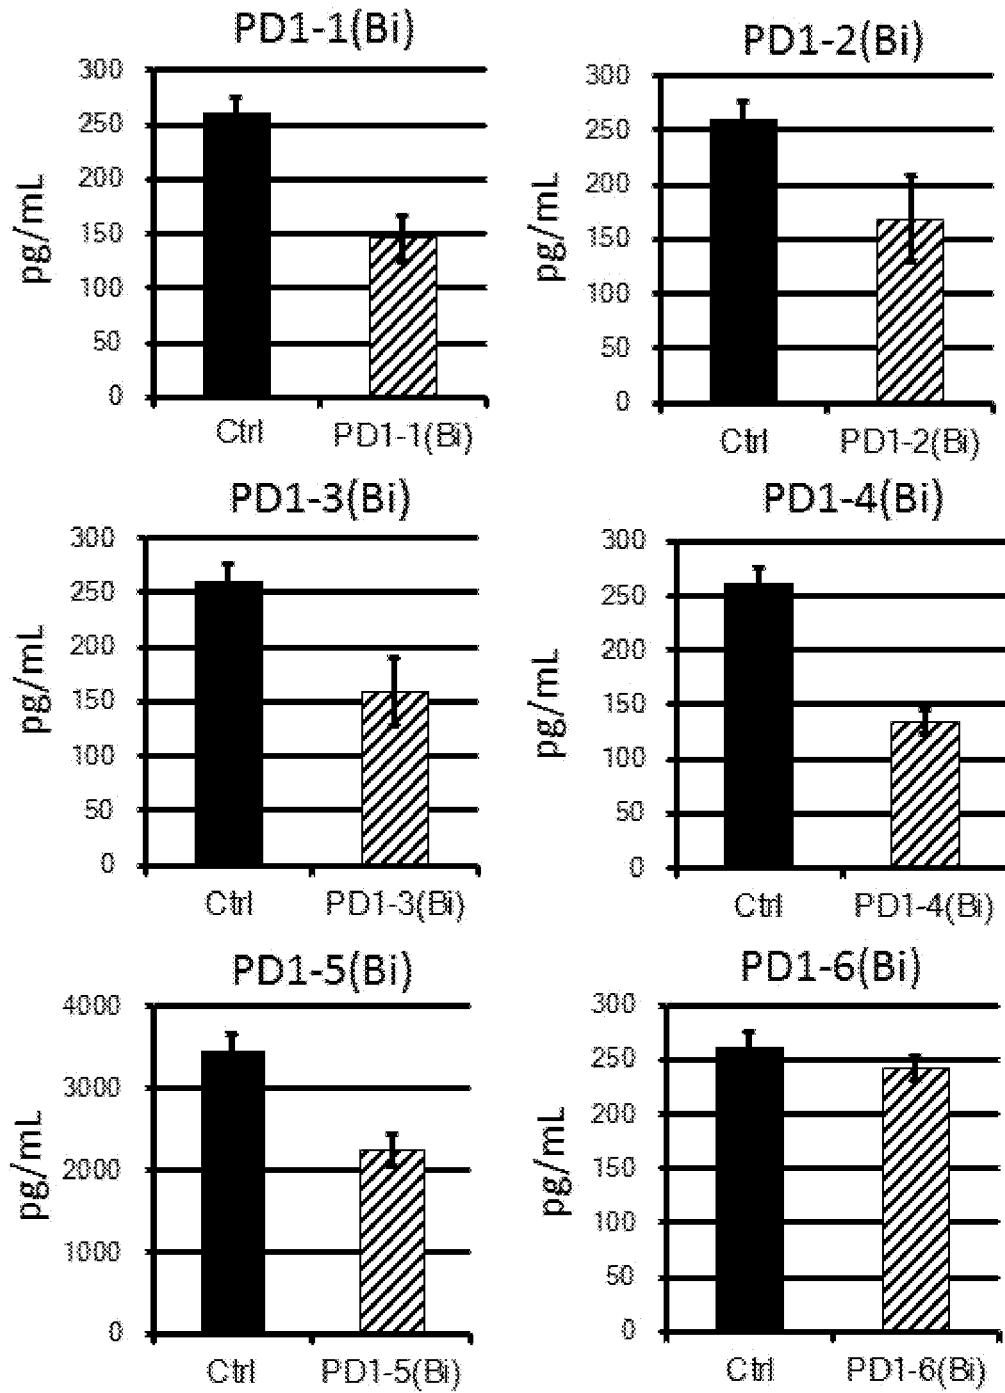 PD1-1(Bi)
pg/mL
300
250
200
150
100
50
0
Ctrl PD1-1(Bi)
PD1-2(Bi)
pg/mL
300
250
200
150
100
50
0
Ctrl PD1-2(Bi)
PD1-3(Bi)
pg/mL
300
250
200
150
100
50
0
Ctrl PD1-3(Bi)
PD1-4(Bi)
pg/mL
300
250
200
150
100
50
0
Ctrl PD1-4(Bi)
PD1-5(Bi)
pg/mL
4000
3000
2000
1000
0
Ctrl PD1-5(Bi)
PD1-6(Bi)
pg/mL
300
250
200
150
100
50
0
Ctrl PD1-6(Bi)